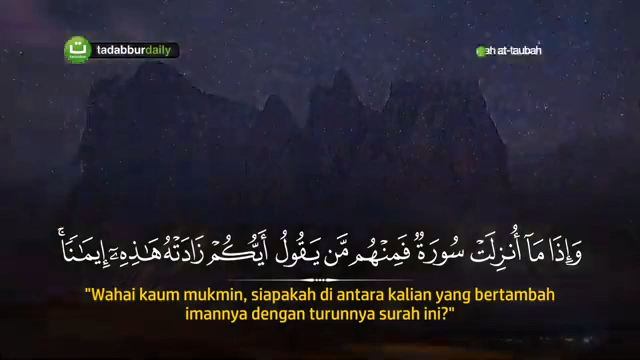 tadabburdaily
ah at-taubah
وَإِذَا مَآ أُنزِلَتْ سُورَةٌ فَمِنْهُم مَّن يَقُولُ أَيُّكُمْ زَادَتْهُ هَٰذِهِۦٓ إِيمَٰنًا ۚ
"Wahai kaum mukmin, siapakah di antara kalian yang bertambah
imannya dengan turunnya surah ini?"